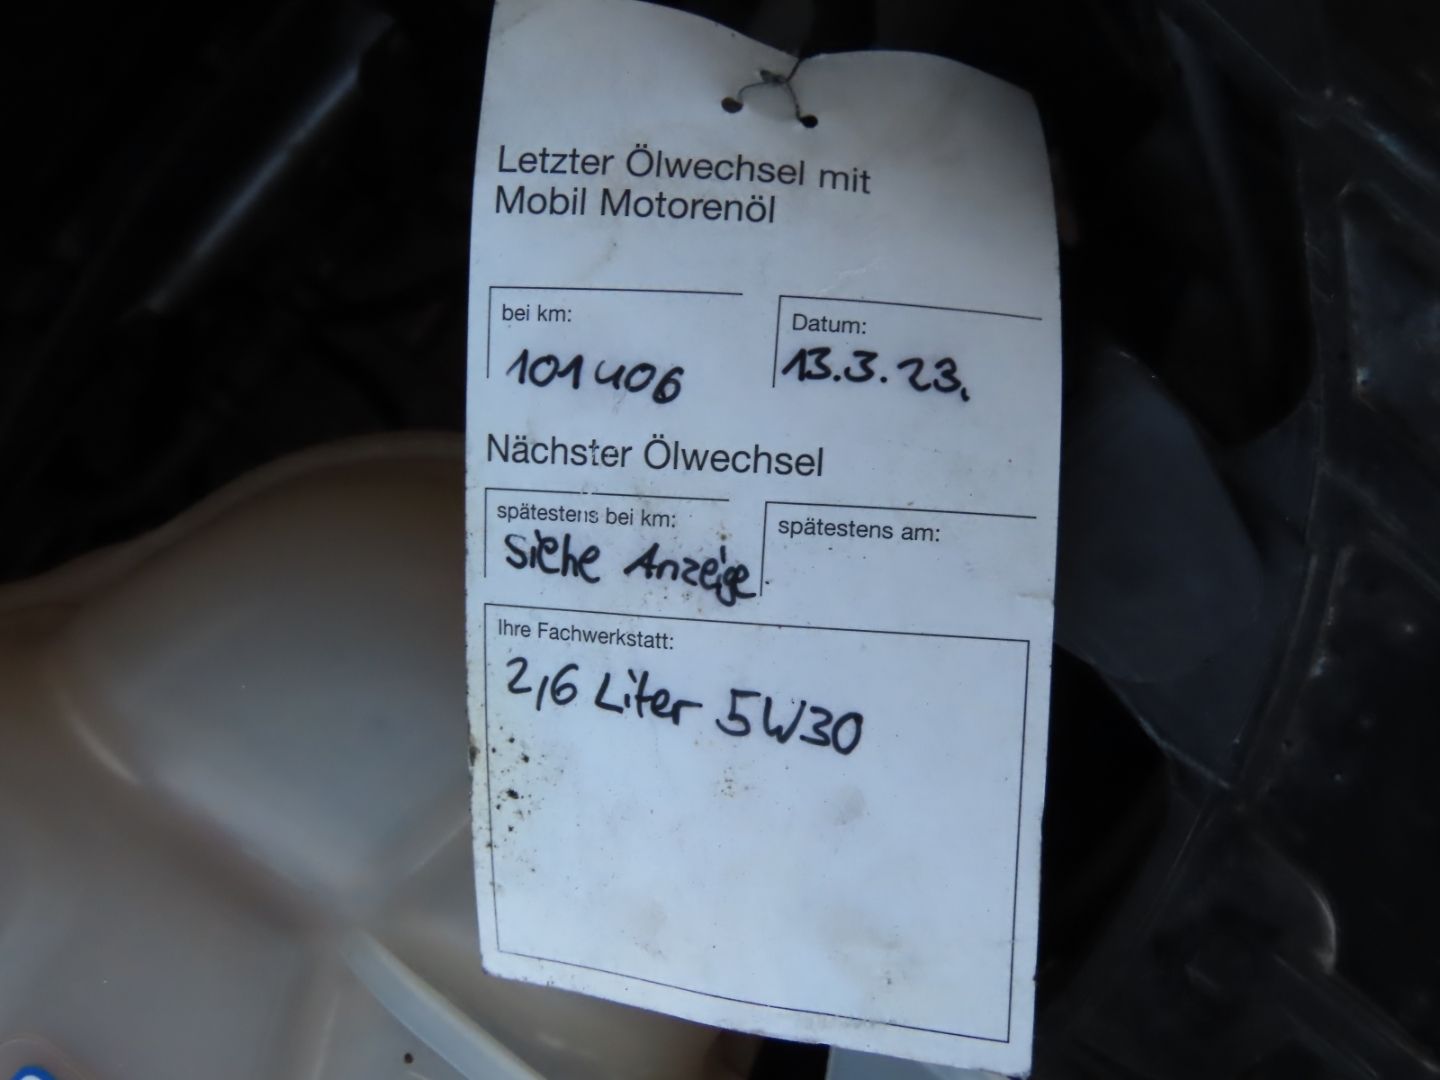 Letzter Ölwechsel mit
Mobil Motorenöl
bei km:
101406
Datum:
13.3.23.
Nächster Ölwechsel
spätestens bei km:
Siehe Anzeige
spätestens am:
Ihre Fachwerkstatt:
2,6 Liter 5W30